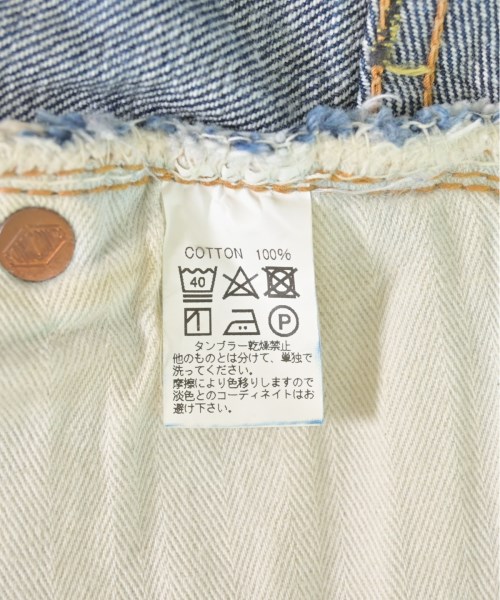 COTTON 100%
40
P
タンブラー乾燥禁止
他のものとは分けて、単独で
洗ってください。
摩擦により色移りしますので
淡色とのコーディネイトはお
避け下さい。